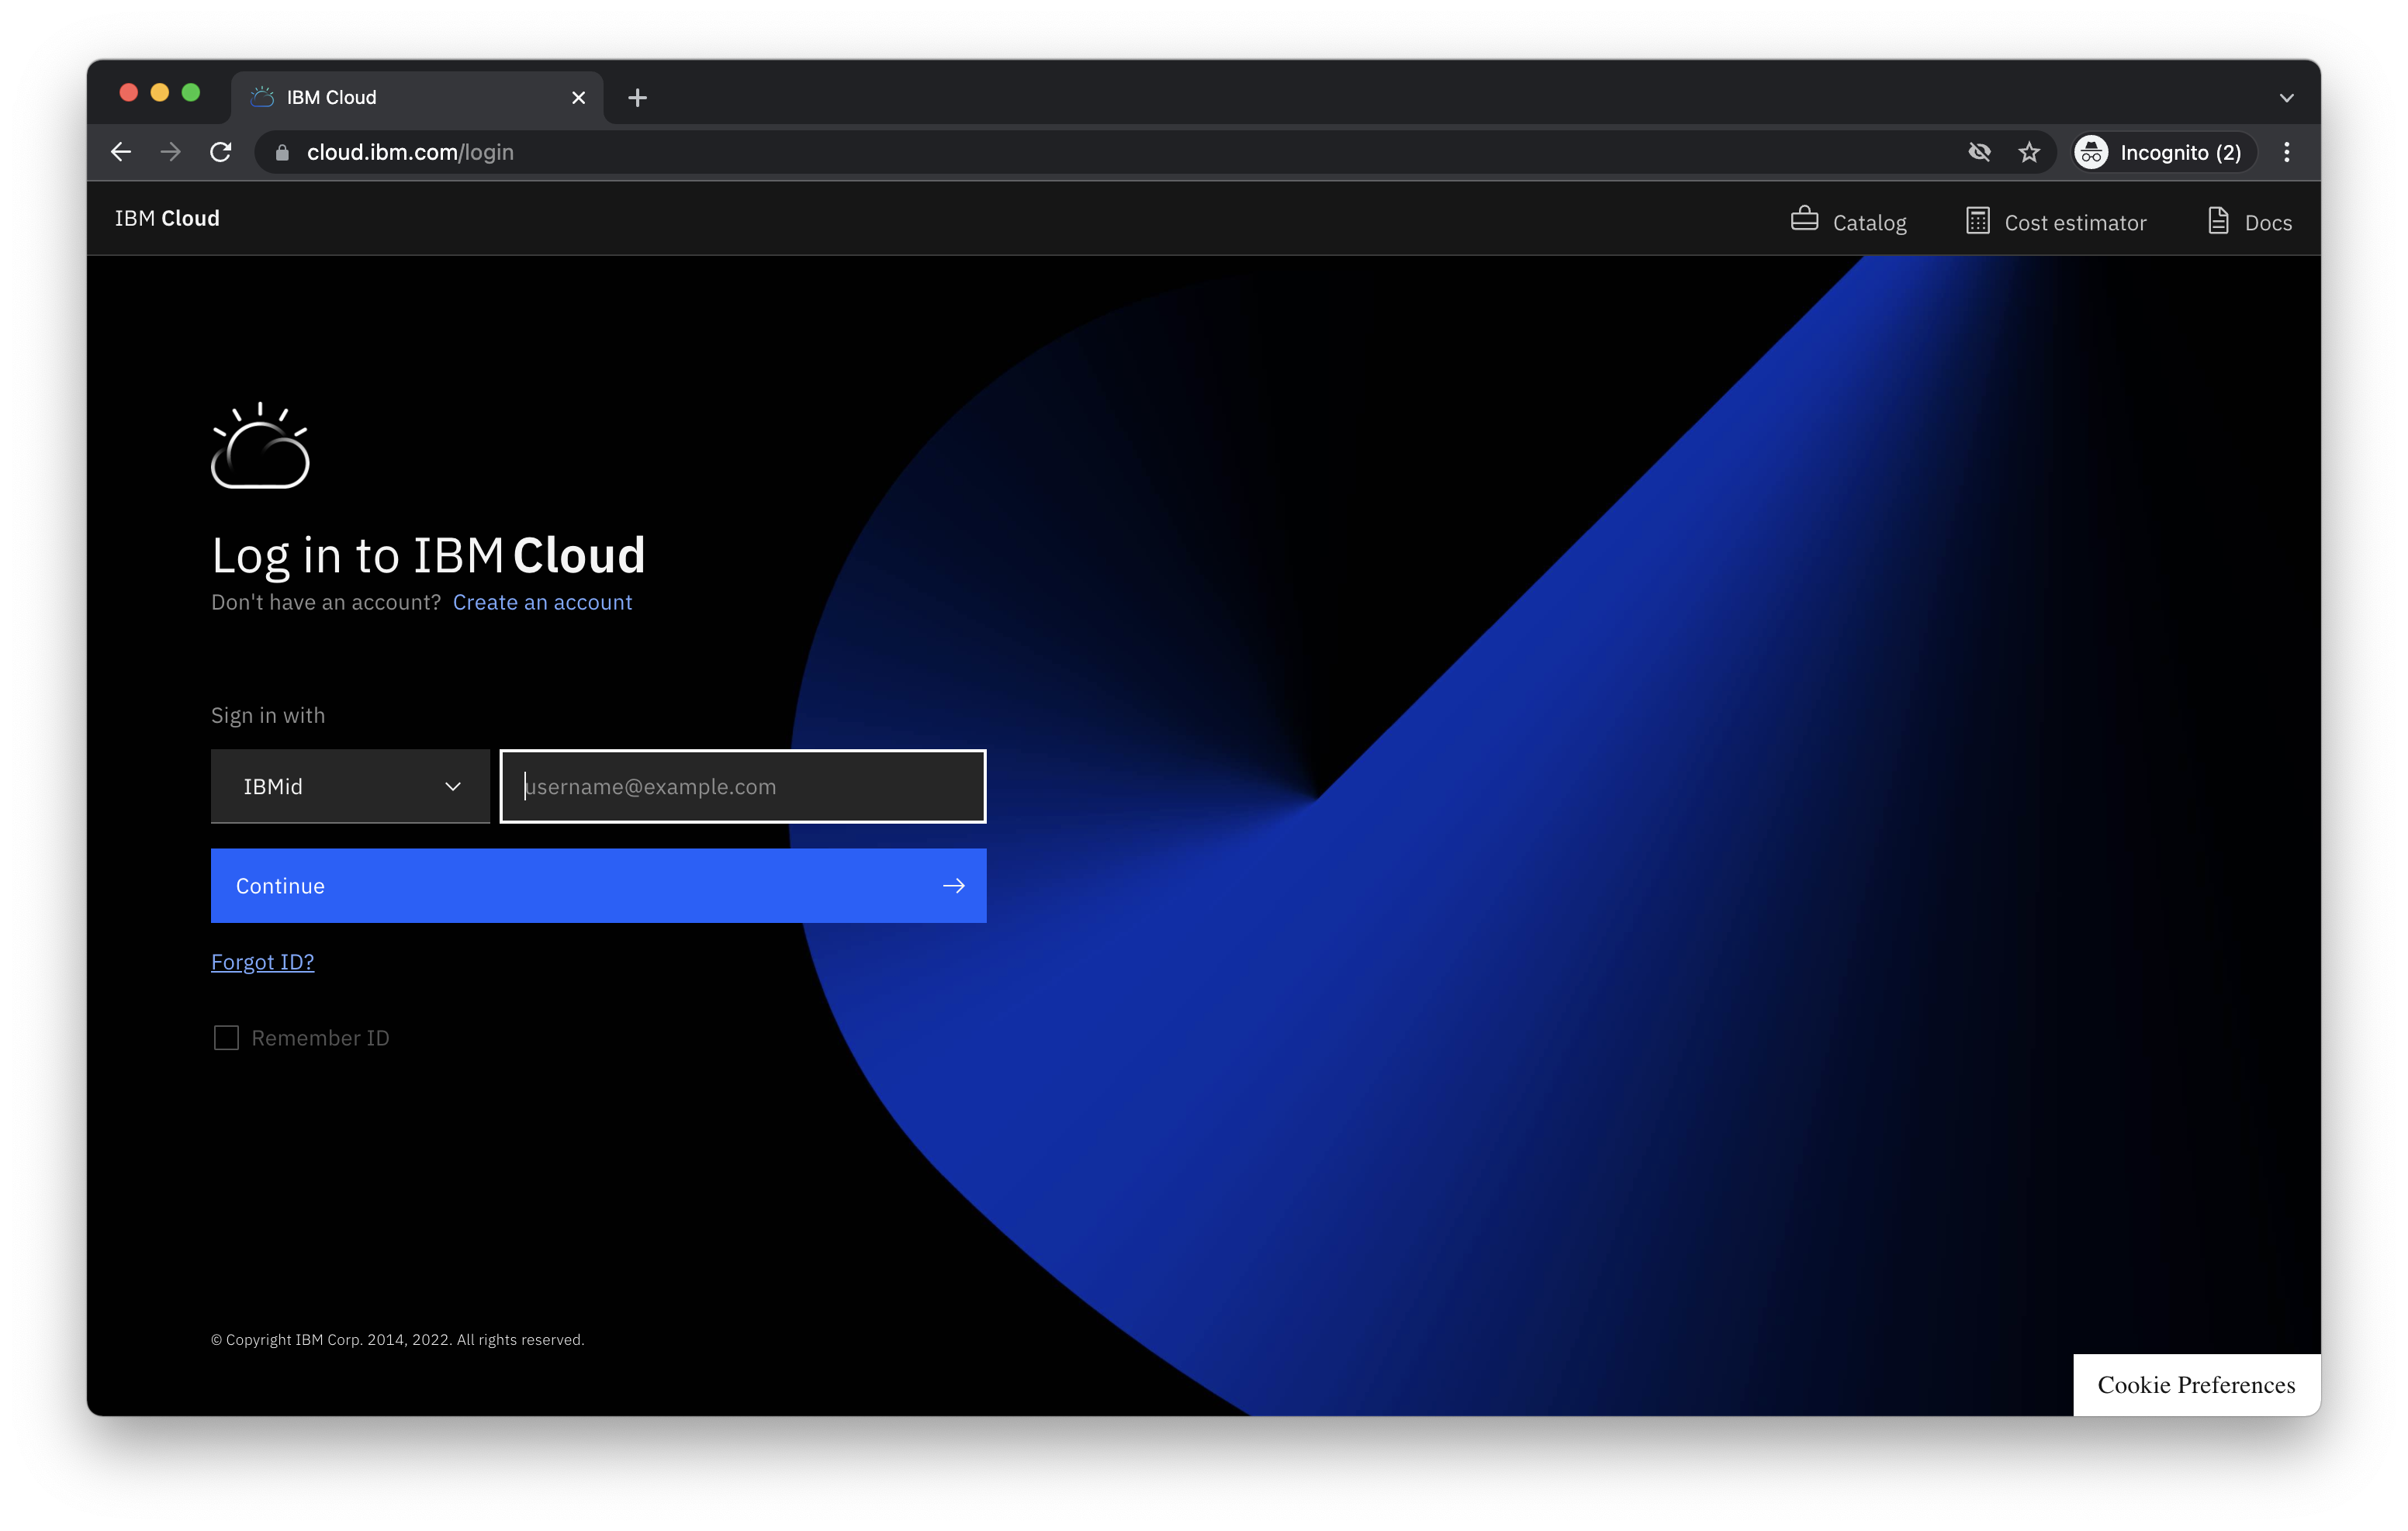 IBM Cloud
cloud.ibm.com/login
Incognito (2)
IBM Cloud
Catalog
Cost estimator
Docs
Log in to IBM Cloud
Don't have an account? Create an account
Sign in with
IBMid
username@example.com
Continue
Forgot ID?
Remember ID
© Copyright IBM Corp. 2014, 2022. All rights reserved.
Cookie Preferences